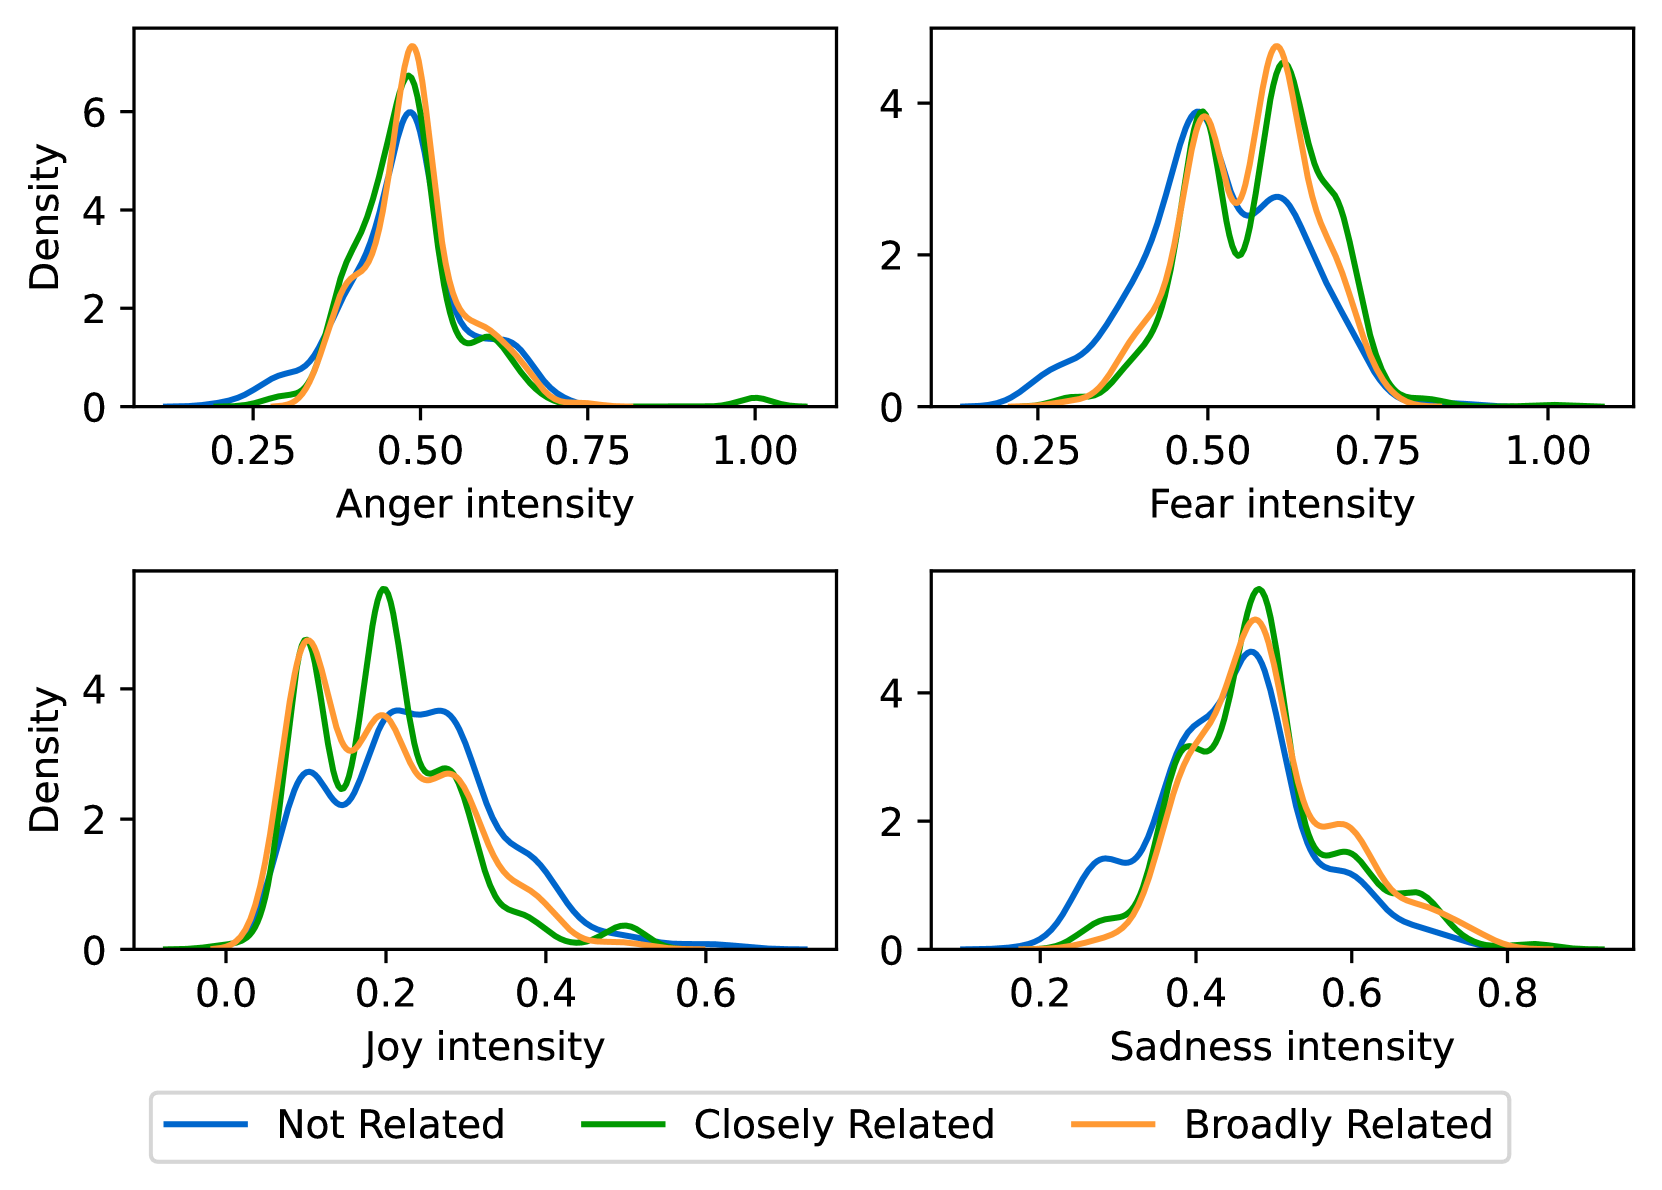 Density
6
4
2
0
0.25 0.50 0.75 1.00
Anger intensity
4
2
0
0.25 0.50 0.75 1.00
Fear intensity
Density
4
2
0
0.0 0.2 0.4 0.6
Joy intensity
4
2
0
0.2 0.4 0.6 0.8
Sadness intensity
Not Related Closely Related Broadly Related